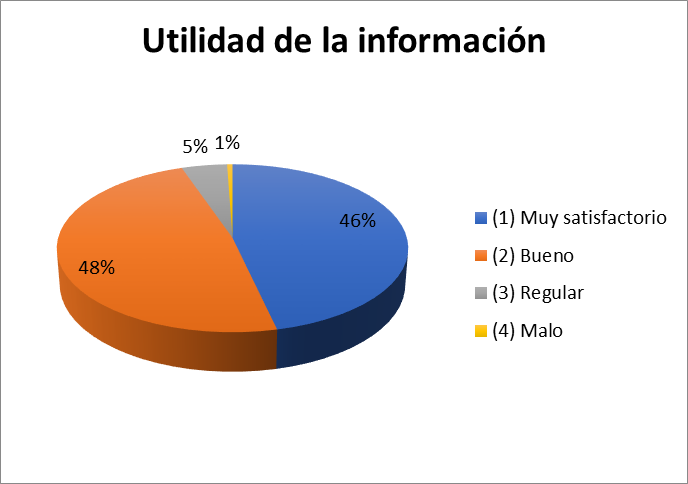 Utilidad de la información
5%
1%
46%
48%
(1) Muy satisfactorio
(2) Bueno
(3) Regular
(4) Malo